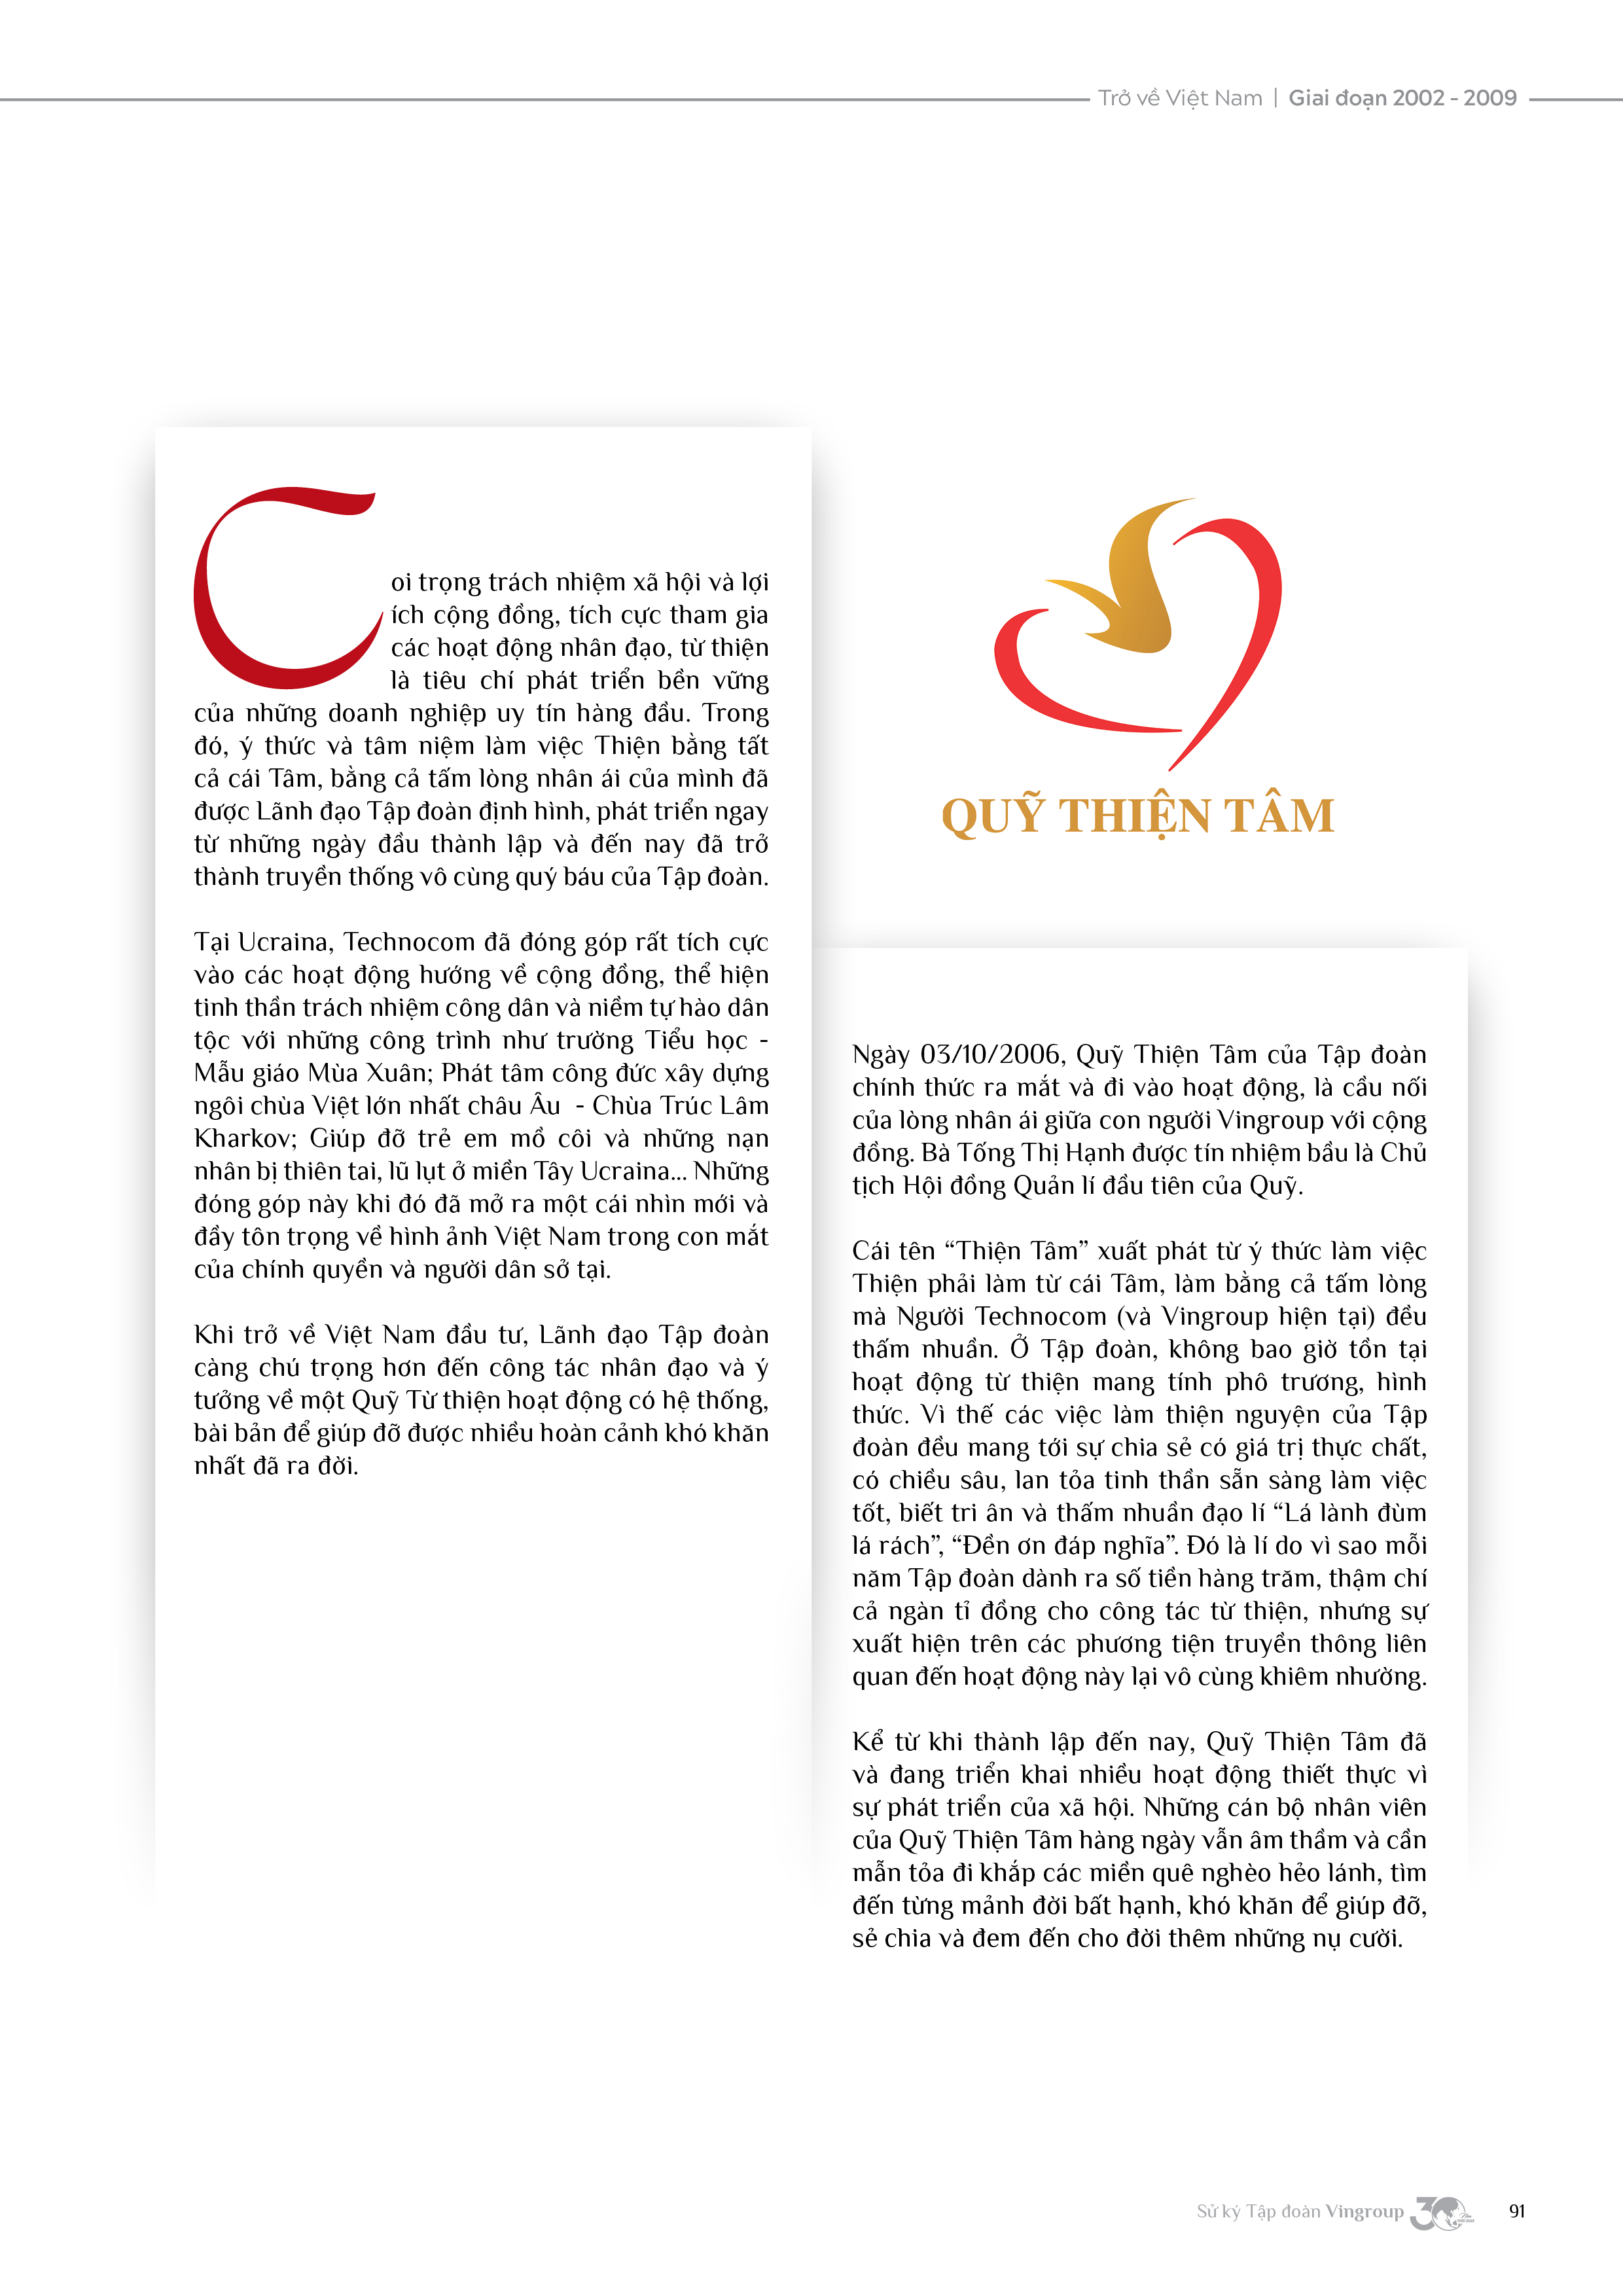 Trở về Việt Nam | Giai đoạn 2002 - 2009
Coi trọng trách nhiệm xã hội và lợi
ích cộng đồng, tích cực tham gia
các hoạt động nhân đạo, từ thiện
là tiêu chí phát triển bền vững
của những doanh nghiệp uy tín hàng đầu. Trong
đó, ý thức và tâm niệm làm việc Thiện bằng tất
cả cái Tâm, bằng cả tấm lòng nhân ái của mình đã
được Lãnh đạo Tập đoàn định hình, phát triển ngay
từ những ngày đầu thành lập và đến nay đã trở
thành truyền thống vô cùng quý báu của Tập đoàn.
Tại Ucraina, Technocom đã đóng góp rất tích cực
vào các hoạt động hướng về cộng đồng, thể hiện
tinh thần trách nhiệm công dân và niềm tự hào dân
tộc với những công trình như trường Tiểu học -
Mẫu giáo Mùa Xuân; Phát tâm công đức xây dựng
ngôi chùa Việt lớn nhất châu Âu - Chùa Trúc Lâm
Kharkov; Giúp đỡ trẻ em mồ côi và những nạn
nhân bị thiên tai, lũ lụt ở miền Tây Ucraina... Những
đóng góp này khi đó đã mở ra một cái nhìn mới và
đầy tôn trọng về hình ảnh Việt Nam trong con mắt
của chính quyền và người dân sở tại.
Khi trở về Việt Nam đầu tư, Lãnh đạo Tập đoàn
càng chú trọng hơn đến công tác nhân đạo và ý
tưởng về một Quỹ Từ thiện hoạt động có hệ thống,
bài bản để giúp đỡ được nhiều hoàn cảnh khó khăn
nhất đã ra đời.
QUỸ THIỆN TÂM
Ngày 03/10/2006, Quỹ Thiện Tâm của Tập đoàn
chính thức ra mắt và đi vào hoạt động, là cầu nối
của lòng nhân ái giữa con người Vingroup với cộng
đồng. Bà Tống Thị Hạnh được tín nhiệm bầu là Chủ
tịch Hội đồng Quản lí đầu tiên của Quỹ.
Cái tên “Thiện Tâm” xuất phát từ ý thức làm việc
Thiện phải làm từ cái Tâm, làm bằng cả tấm lòng
mà Người Technocom (và Vingroup hiện tại) đều
thấm nhuần. Ở Tập đoàn, không bao giờ tồn tại
hoạt động từ thiện mang tính phô trương, hình
thức. Vì thế các việc làm thiện nguyện của Tập
đoàn đều mang tới sự chia sẻ có giá trị thực chất,
có chiều sâu, lan tỏa tinh thần sẵn sàng làm việc
tốt, biết tri ân và thấm nhuần đạo lí “Lá lành đùm
lá rách”, “Đền ơn đáp nghĩa”. Đó là lí do vì sao mỗi
năm Tập đoàn dành ra số tiền hàng trăm, thậm chí
cả ngàn tỉ đồng cho công tác từ thiện, nhưng sự
xuất hiện trên các phương tiện truyền thông liên
quan đến hoạt động này lại vô cùng khiêm nhường.
Kể từ khi thành lập đến nay, Quỹ Thiện Tâm đã
và đang triển khai nhiều hoạt động thiết thực vì
sự phát triển của xã hội. Những cán bộ nhân viên
của Quỹ Thiện Tâm hàng ngày vẫn âm thầm và cần
mẫn tỏa đi khắp các miền quê nghèo hẻo lánh, tìm
đến từng mảnh đời bất hạnh, khó khăn để giúp đỡ,
sẻ chia và đem đến cho đời thêm những nụ cười.
Sử ký Tập đoàn Vingroup 30 91